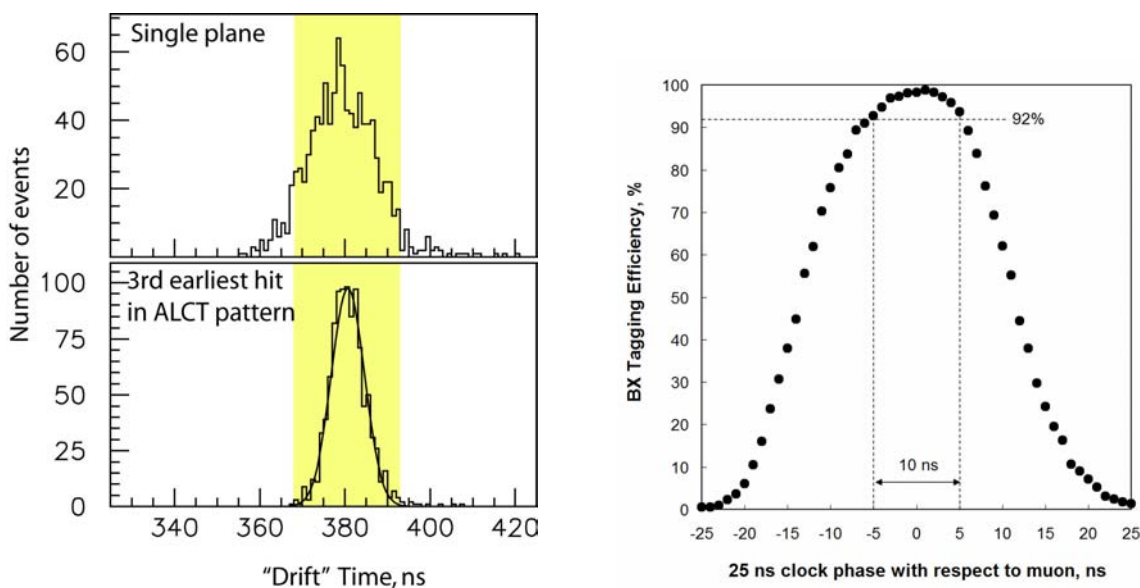 Single plane
60
40
20
Number of events
3rd earliest hit
in ALCT pattern
100
75
50
25
0
340 360 380 400 420
“Drift” Time, ns
100
90
80
70
60
50
40
30
20
10
0
BX Tagging Efficiency, %
92%
10 ns
-25 -20 -15 -10 -5 0 5 10 15 20 25
25 ns clock phase with respect to muon, ns